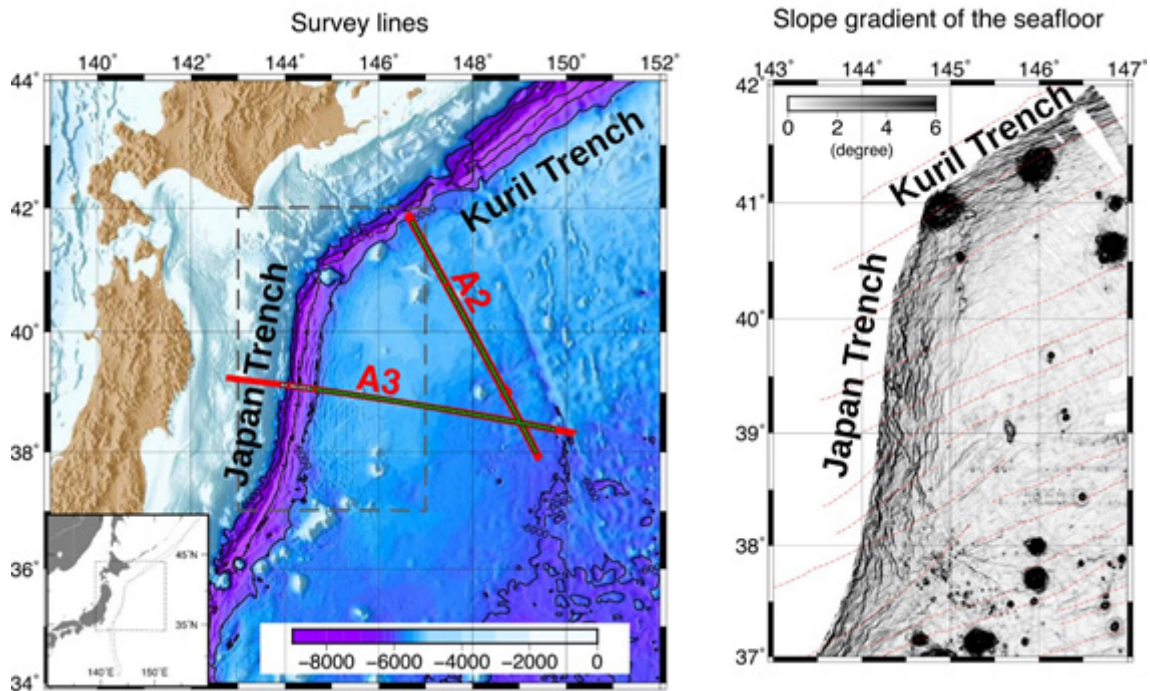 Survey lines
140° 142° 144° 146° 148° 150° 152°
44°
42°
40°
38°
36°
34°
Kuril Trench
Japan Trench
A2
A3
45°N
35°N
140°E 150°E
−8000 −6000 −4000 −2000 0
Slope gradient of the seafloor
143° 144° 145° 146° 147°
42°
41°
40°
39°
38°
37°
0 2 4 6
(degree)
Kuril Trench
Japan Trench